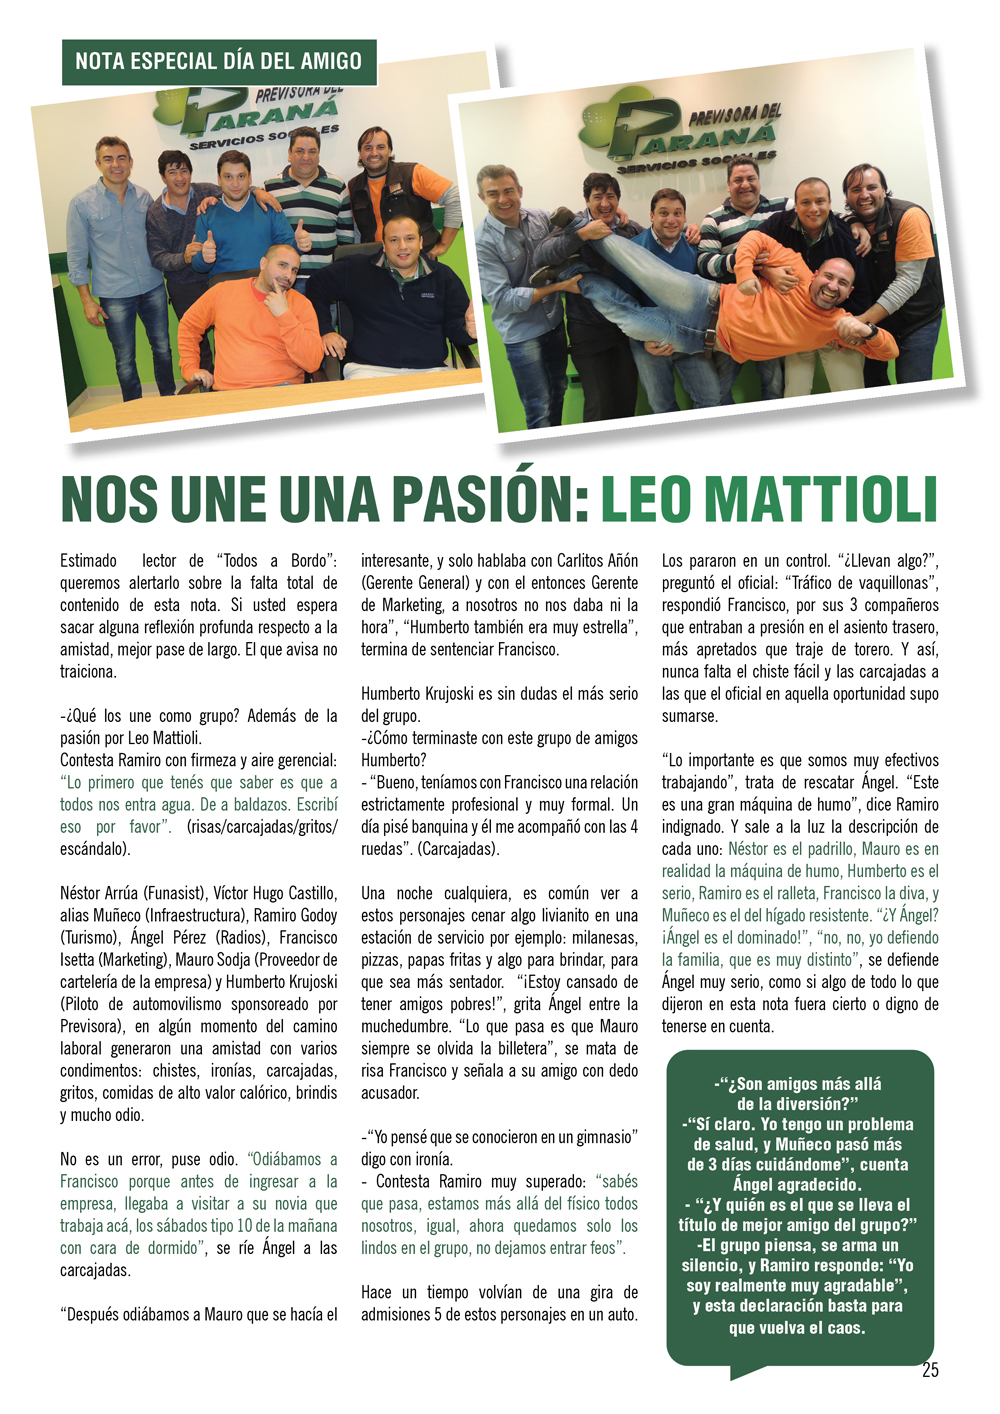 NOTA ESPECIAL DÍA DEL AMIGO
PREVISORA DEL
PARANÁ
SERVICIOS SOCIALES
PREVISORA DEL
PARANÁ
SERVICIOS SOCIALES
NOS UNE UNA PASIÓN: LEO MATTIOLI
Estimado lector de “Todos a Bordo”:
queremos alertarlo sobre la falta total de
contenido de esta nota. Si usted espera
sacar alguna reflexión profunda respecto a la
amistad, mejor pase de largo. El que avisa no
traiciona.
-¿Qué los une como grupo? Además de la
pasión por Leo Mattioli.
Contesta Ramiro con firmeza y aire gerencial:
“Lo primero que tenés que saber es que a
todos nos entra agua. De a baldazos. Escribí
eso por favor”. (risas/carcajadas/gritos/
escándalo).
Néstor Arrúa (Funasist), Víctor Hugo Castillo,
alias Muñeco (Infraestructura), Ramiro Godoy
(Turismo), Ángel Pérez (Radios), Francisco
Isetta (Marketing), Mauro Sodja (Proveedor de
cartelería de la empresa) y Humberto Krujoski
(Piloto de automovilismo sponsoreado por
Previsora), en algún momento del camino
laboral generaron una amistad con varios
condimentos: chistes, ironías, carcajadas,
gritos, comidas de alto valor calórico, brindis
y mucho odio.
No es un error, puse odio. “Odiábamos a
Francisco porque antes de ingresar a la
empresa, llegaba a visitar a su novia que
trabaja acá, los sábados tipo 10 de la mañana
con cara de dormido”, se ríe Ángel a las
carcajadas.
“Después odiábamos a Mauro que se hacía el
interesante, y solo hablaba con Carlitos Añón
(Gerente General) y con el entonces Gerente
de Marketing, a nosotros no nos daba ni la
hora”, “Humberto también era muy estrella”,
termina de sentenciar Francisco.
Humberto Krujoski es sin dudas el más serio
del grupo.
-¿Cómo terminaste con este grupo de amigos
Humberto?
- “Bueno, teníamos con Francisco una relación
estrictamente profesional y muy formal. Un
día pisé banquina y él me acompañó con las 4
ruedas”. (Carcajadas).
Una noche cualquiera, es común ver a
estos personajes cenar algo livianito en una
estación de servicio por ejemplo: milanesas,
pizzas, papas fritas y algo para brindar, para
que sea más sentador. “¡Estoy cansado de
tener amigos pobres!”, grita Ángel entre la
muchedumbre. “Lo que pasa es que Mauro
siempre se olvida la billetera”, se mata de
risa Francisco y señala a su amigo con dedo
acusador.
-“Yo pensé que se conocieron en un gimnasio”
digo con ironía.
- Contesta Ramiro muy superado: “sabés
que pasa, estamos más allá del físico todos
nosotros, igual, ahora quedamos solo los
lindos en el grupo, no dejamos entrar feos”.
Hace un tiempo volvían de una gira de
admisiones 5 de estos personajes en un auto.
Los pararon en un control. “¿Llevan algo?”,
preguntó el oficial: “Tráfico de vaquillonas”,
respondió Francisco, por sus 3 compañeros
que entraban a presión en el asiento trasero,
más apretados que traje de torero. Y así,
nunca falta el chiste fácil y las carcajadas a
las que el oficial en aquella oportunidad supo
sumarse.
“Lo importante es que somos muy efectivos
trabajando”, trata de rescatar Ángel. “Este
es una gran máquina de humo”, dice Ramiro
indignado. Y sale a la luz la descripción de
cada uno: Néstor es el padrillo, Mauro es en
realidad la máquina de humo, Humberto es el
serio, Ramiro es el ralleta, Francisco la diva, y
Muñeco es el del hígado resistente. “¿Y Ángel?
¡Ángel es el dominado!”, “no, no, yo defiendo
la familia, que es muy distinto”, se defiende
Ángel muy serio, como si algo de todo lo que
dijeron en esta nota fuera cierto o digno de
tenerse en cuenta.
-“¿Son amigos más allá
de la diversión?”
-“Sí claro. Yo tengo un problema
de salud, y Muñeco pasó más
de 3 días cuidándome”, cuenta
Ángel agradecido.
- “¿Y quién es el que se lleva el
título de mejor amigo del grupo?”
-El grupo piensa, se arma un
silencio, y Ramiro responde: “Yo
soy realmente muy agradable”,
y esta declaración basta para
que vuelva el caos.
25